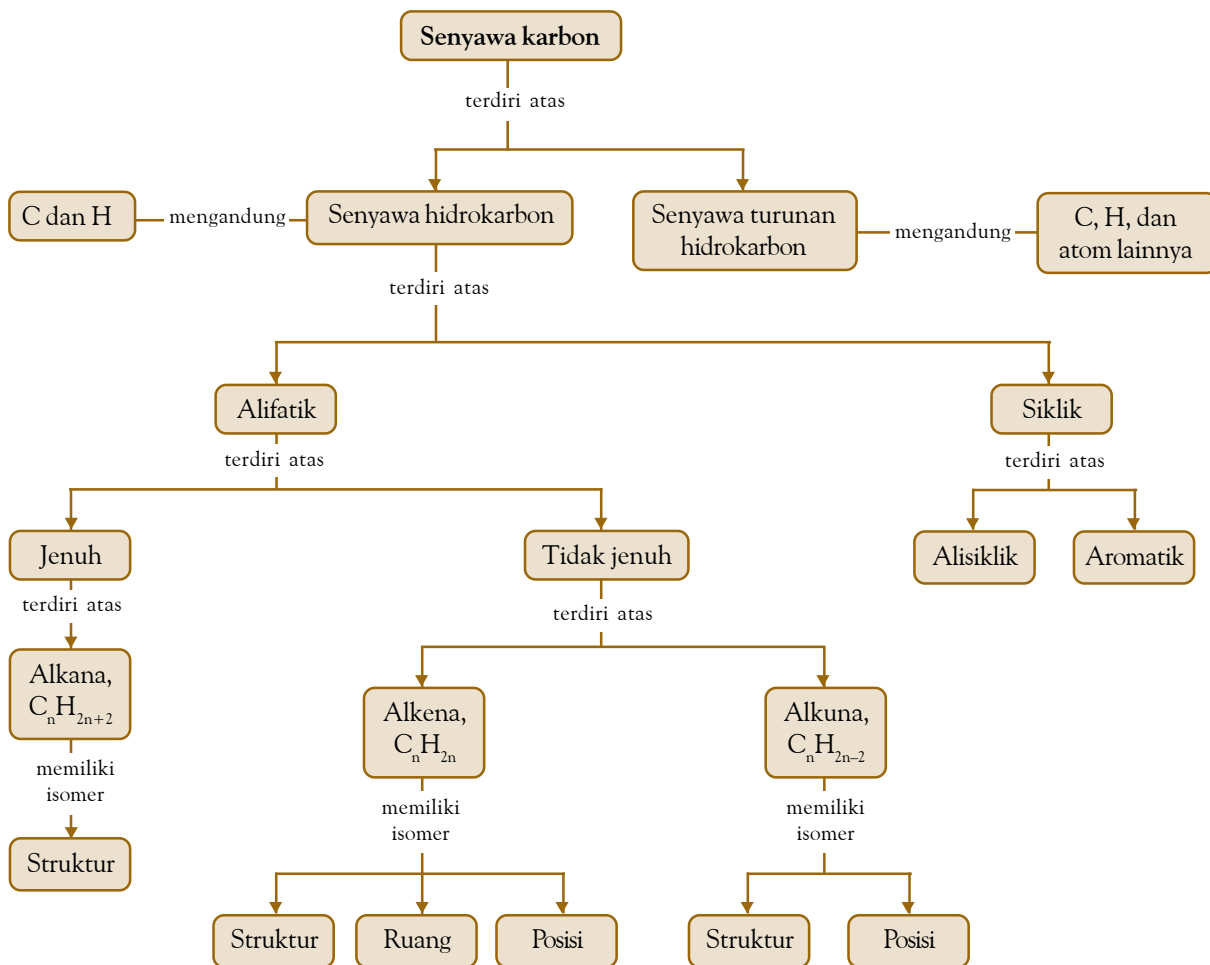 Senyawa karbon
terdiri atas
C dan H
mengandung
Senyawa hidrokarbon
Senyawa turunan
hidrokarbon
mengandung
C, H, dan
atom lainnya
terdiri atas
Alifatik
Siklik
terdiri atas
terdiri atas
Jenuh
Tidak jenuh
Alisiklik
Aromatik
terdiri atas
terdiri atas
Alkana,
CₙH₂ₙ₊₂
Alkena,
CₙH₂ₙ
Alkuna,
CₙH₂ₙ₋₂
memiliki
isomer
memiliki
isomer
memiliki
isomer
Struktur
Struktur
Ruang
Posisi
Struktur
Posisi